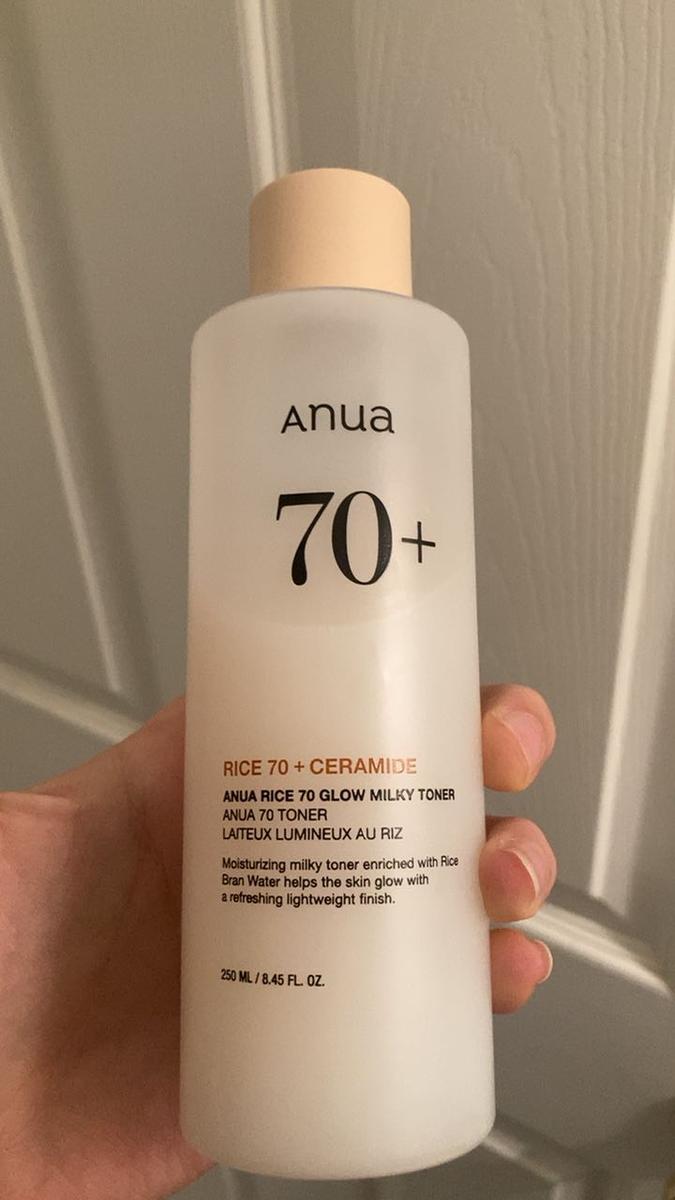 Anua
70+
RICE 70 + CERAMIDE
ANUA RICE 70 GLOW MILKY TONER
ANUA 70 TONER
LAITEUX LUMINEUX AU RIZ
Moisturizing milky toner enriched with Rice
Bran Water helps the skin glow with
a refreshing lightweight finish.
250 ML / 8.45 FL. OZ.